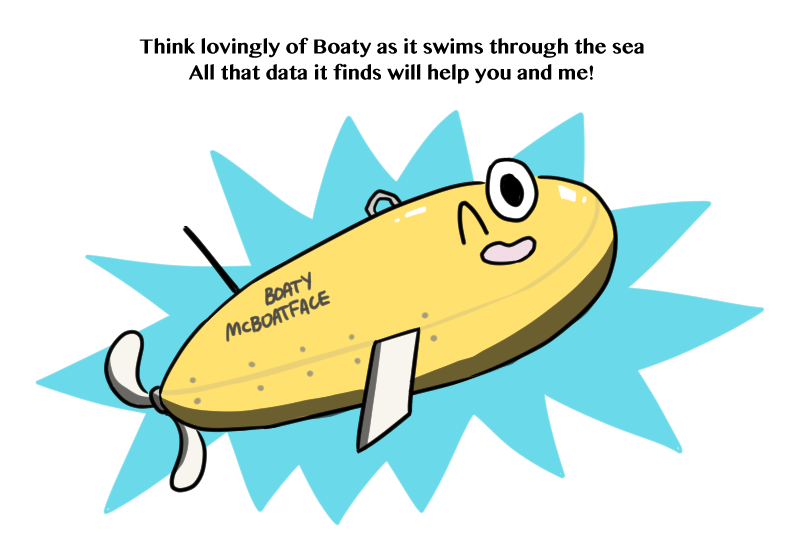 Think lovingly of Boaty as it swims through the sea
All that data it finds will help you and me!
BOATY
McBOATFACE